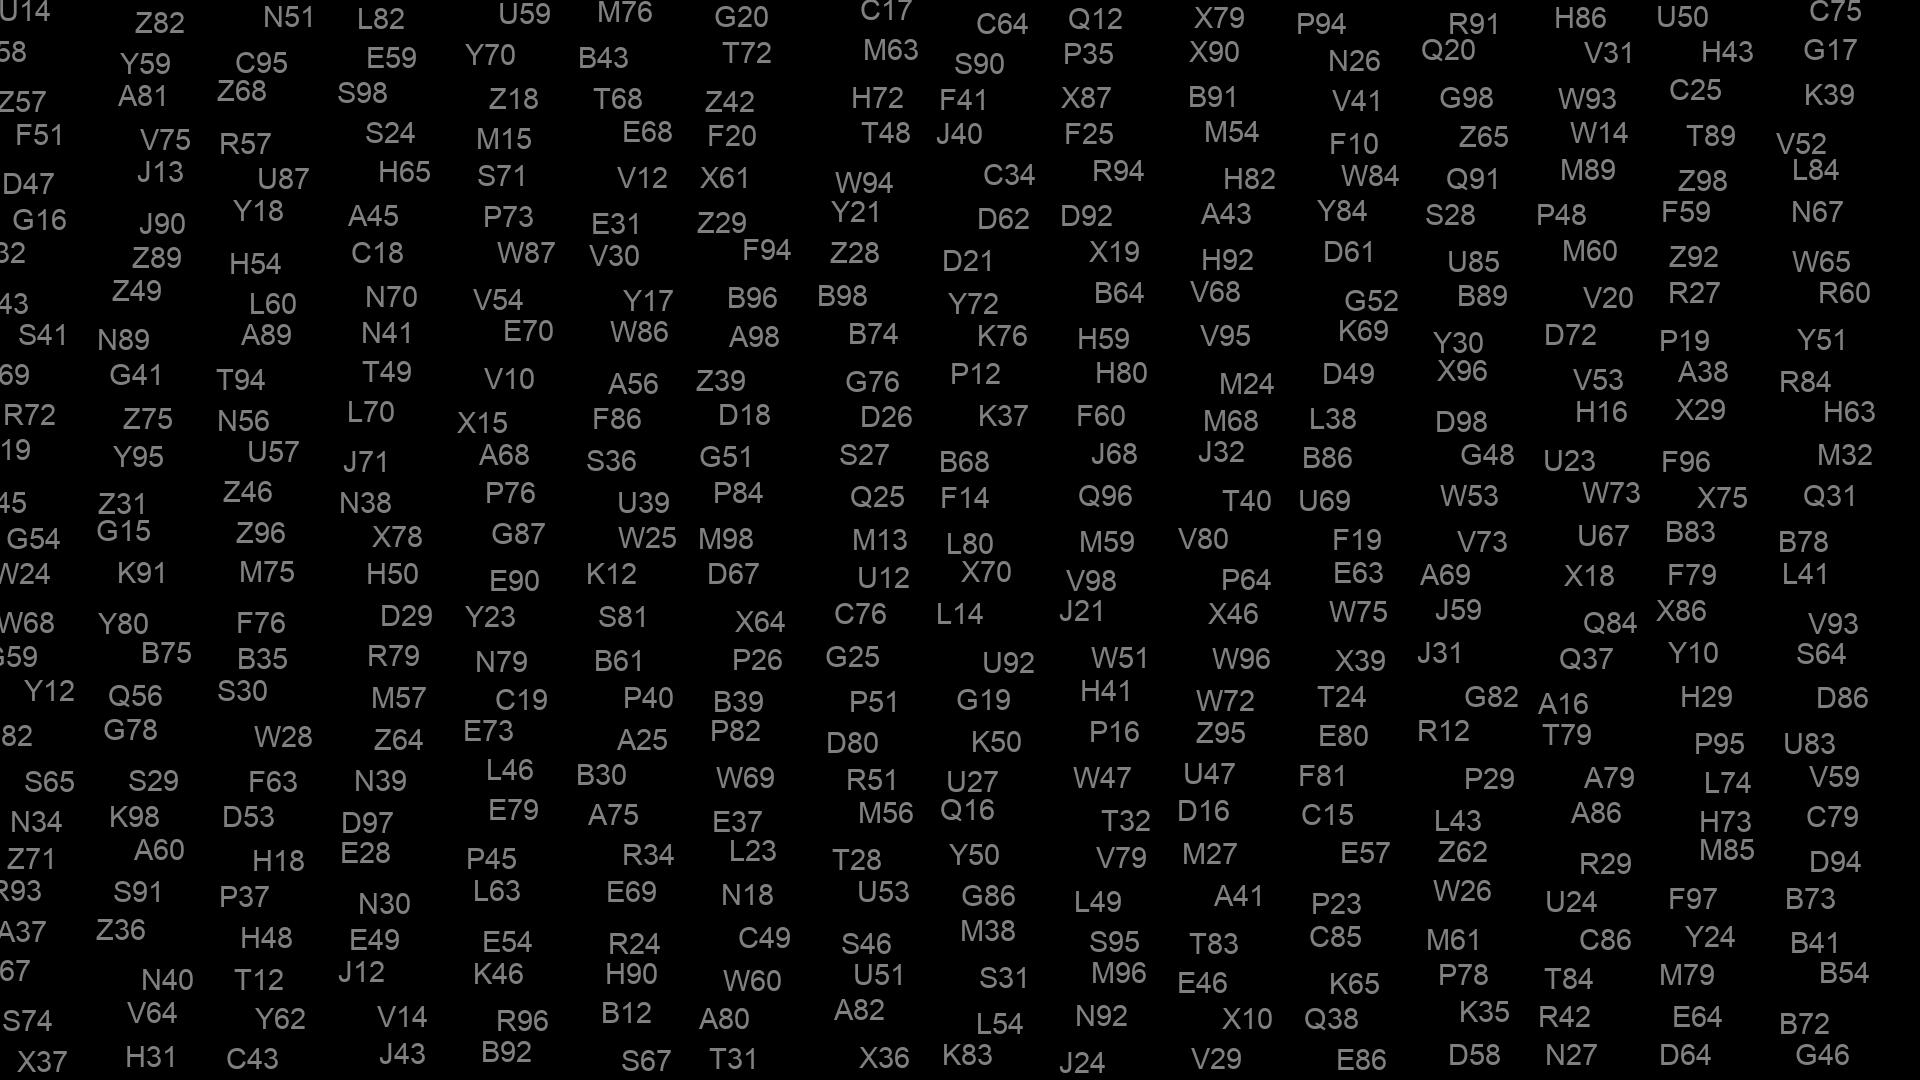 U14 Z82 N51 L82 U59 M76 G20 C17 C64 Q12 X79 P94 R91 H86 U50 C75
58 Y59 C95 E59 Y70 B43 T72 M63 S90 P35 X90 N26 Q20 V31 H43 G17
Z57 A81 Z68 S98 Z18 T68 Z42 H72 F41 X87 B91 V41 G98 W93 C25 K39
F51 V75 R57 S24 M15 E68 F20 T48 J40 F25 M54 F10 Z65 W14 T89 V52
D47 J13 U87 H65 S71 V12 X61 W94 C34 R94 H82 W84 Q91 M89 Z98 L84
G16 J90 Y18 A45 P73 E31 Z29 Y21 D62 D92 A43 Y84 S28 P48 F59 N67
32 Z89 H54 C18 W87 V30 F94 Z28 D21 X19 H92 D61 U85 M60 Z92 W65
43 Z49 L60 N70 V54 Y17 B96 B98 Y72 B64 V68 G52 B89 V20 R27 R60
S41 N89 A89 N41 E70 W86 A98 B74 K76 H59 V95 K69 Y30 D72 P19 Y51
69 G41 T94 T49 V10 A56 Z39 G76 P12 H80 M24 D49 X96 V53 A38 R84
R72 Z75 N56 L70 X15 F86 D18 D26 K37 F60 M68 L38 D98 H16 X29 H63
19 Y95 U57 J71 A68 S36 G51 S27 B68 J68 J32 B86 G48 U23 F96 M32
45 Z31 Z46 N38 P76 U39 P84 Q25 F14 Q96 T40 U69 W53 W73 X75 Q31
G54 G15 Z96 X78 G87 W25 M98 M13 L80 M59 V80 F19 V73 U67 B83 B78
W24 K91 M75 H50 E90 K12 D67 U12 X70 V98 P64 E63 A69 X18 F79 L41
W68 Y80 F76 D29 Y23 S81 X64 C76 L14 J21 X46 W75 J59 Q84 X86 V93
59 B75 B35 R79 N79 B61 P26 G25 U92 W51 W96 X39 J31 Q37 Y10 S64
Y12 Q56 S30 M57 C19 P40 B39 P51 G19 H41 W72 T24 G82 A16 H29 D86
82 G78 W28 Z64 E73 A25 P82 D80 K50 P16 Z95 E80 R12 T79 P95 U83
S65 S29 F63 N39 L46 B30 W69 R51 U27 W47 U47 F81 P29 A79 L74 V59
N34 K98 D53 D97 E79 A75 E37 M56 Q16 T32 D16 C15 L43 A86 H73 C79
Z71 A60 H18 E28 P45 R34 L23 T28 Y50 V79 M27 E57 Z62 R29 M85 D94
R93 S91 P37 N30 L63 E69 N18 U53 G86 L49 A41 P23 W26 U24 F97 B73
A37 Z36 H48 E49 E54 R24 C49 S46 M38 S95 T83 C85 M61 C86 Y24 B41
67 N40 T12 J12 K46 H90 W60 U51 S31 M96 E46 K65 P78 T84 M79 B54
S74 V64 Y62 V14 R96 B12 A80 A82 L54 N92 X10 Q38 K35 R42 E64 B72
X37 H31 C43 J43 B92 S67 T31 X36 K83 J24 V29 E86 D58 N27 D64 G46